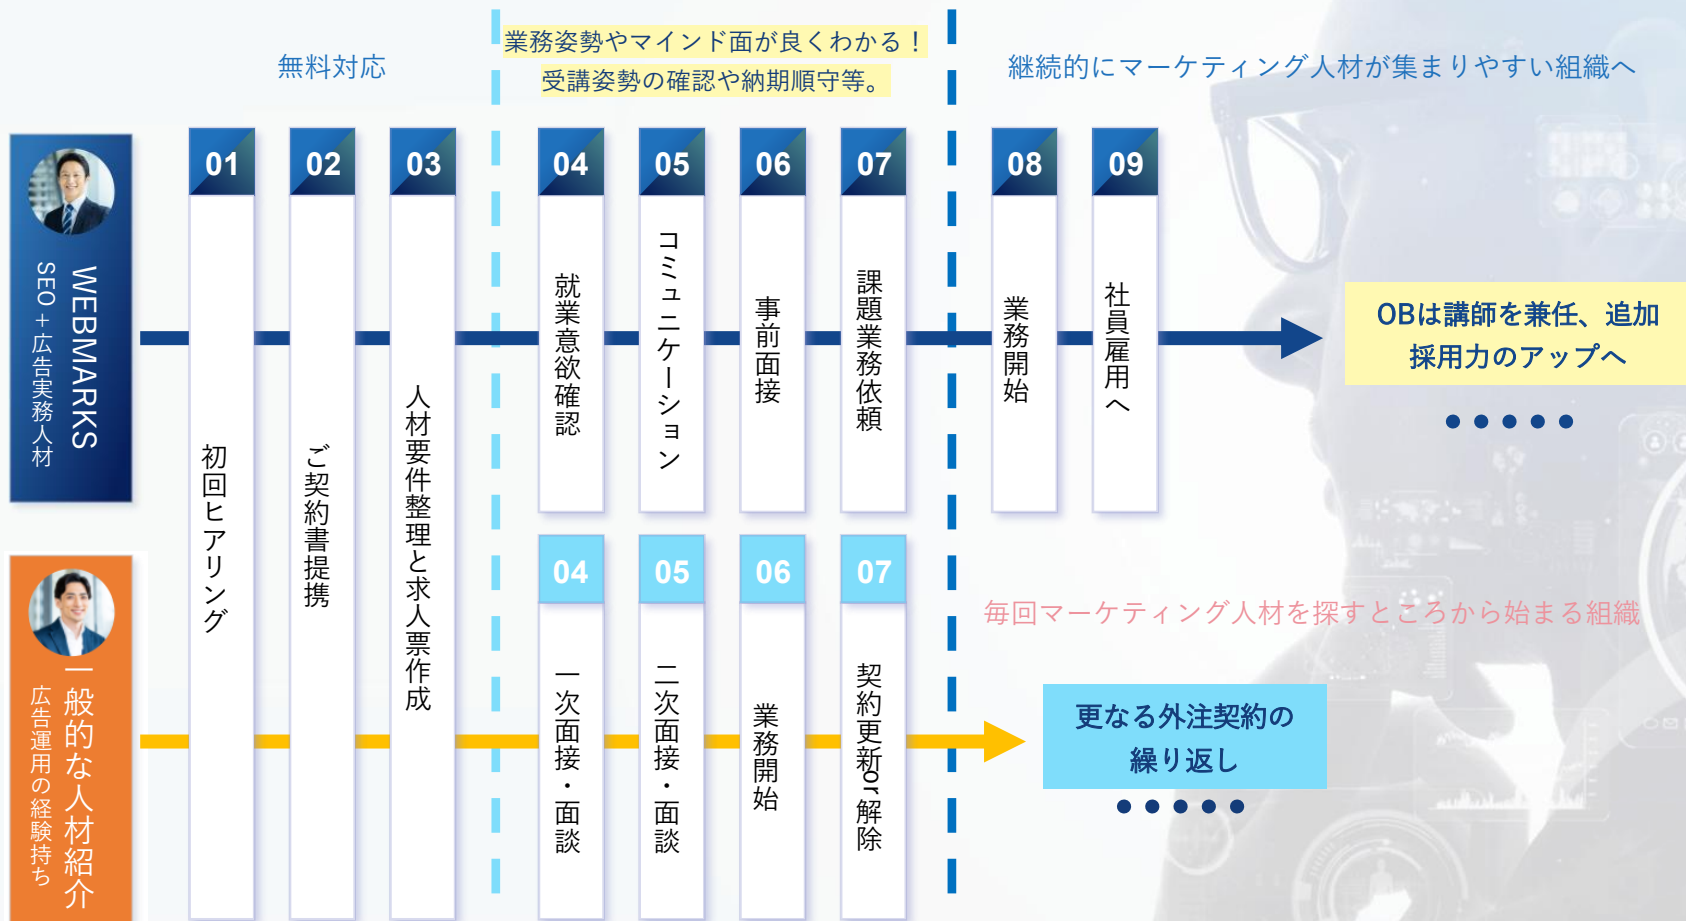 無料対応
業務姿勢やマインド面が良くわかる！
受講姿勢の確認や納期順守等。
継続的にマーケティング人材が集まりやすい組織へ
WEBMARKS
SEO＋広告実務人材
01
初回ヒアリング
02
ご契約書提携
03
人材要件整理と求人票作成
04
就業意欲確認
05
コミュニケーション
06
事前面接
07
課題業務依頼
08
業務開始
09
社員雇用へ
OBは講師を兼任、追加
採用力のアップへ
一般的な人材紹介
広告運用の経験持ち
04
一次面接・面談
05
二次面接・面談
06
業務開始
07
契約更新or解除
毎回マーケティング人材を探すところから始まる組織
更なる外注契約の
繰り返し